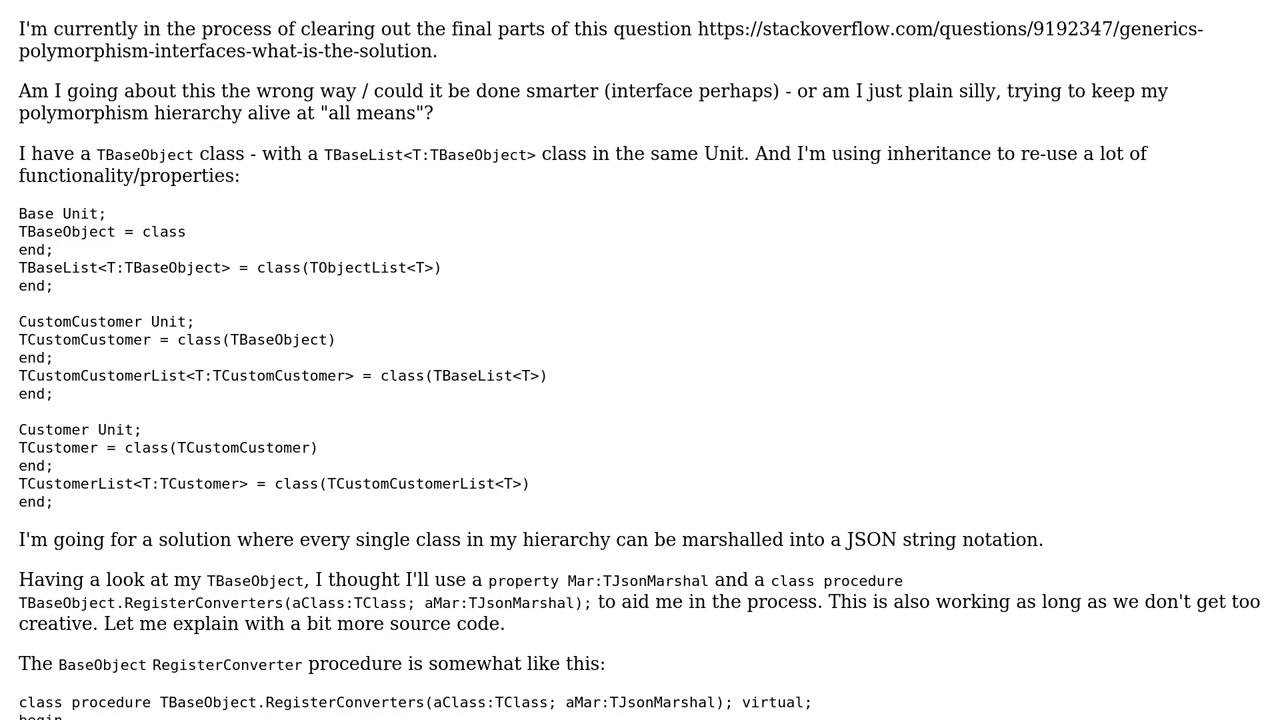 I'm currently in the process of clearing out the final parts of this question https://stackoverflow.com/questions/9192347/generics-
polymorphism-interfaces-what-is-the-solution.
Am I going about this the wrong way / could it be done smarter (interface perhaps) - or am I just plain silly, trying to keep my
polymorphism hierarchy alive at "all means"?
I have a TBaseObject class - with a TBaseList<T:TBaseObject> class in the same Unit. And I'm using inheritance to re-use a lot of
functionality/properties:
Base Unit;
TBaseObject = class
end;
TBaseList<T:TBaseObject> = class(TObjectList<T>)
end;
CustomCustomer Unit;
TCustomCustomer = class(TBaseObject)
end;
TCustomCustomerList<T:TCustomCustomer> = class(TBaseList<T>)
end;
Customer Unit;
TCustomer = class(TCustomCustomer)
end;
TCustomerList<T:TCustomer> = class(TCustomCustomerList<T>)
end;
I'm going for a solution where every single class in my hierarchy can be marshalled into a JSON string notation.
Having a look at my TBaseObject, I thought I'll use a property Mar:TJsonMarshal and a class procedure
TBaseObject.RegisterConverters(aClass:TClass; aMar:TJsonMarshal); to aid me in the process. This is also working as long as we don't get too
creative. Let me explain with a bit more source code.
The BaseObject RegisterConverter procedure is somewhat like this:
class procedure TBaseObject.RegisterConverters(aClass:TClass; aMar:TJsonMarshal); virtual;
begin